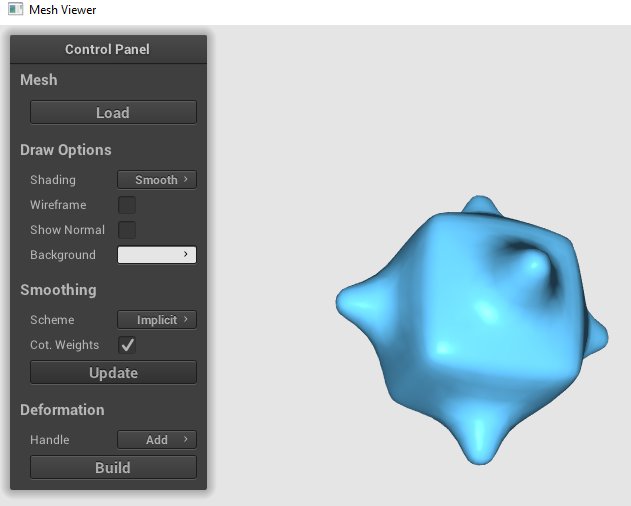 Mesh Viewer
Control Panel
Mesh
Load
Draw Options
Shading Smooth
Wireframe
Show Normal
Background
Smoothing
Scheme Implicit
Cot. Weights
Update
Deformation
Handle Add
Build